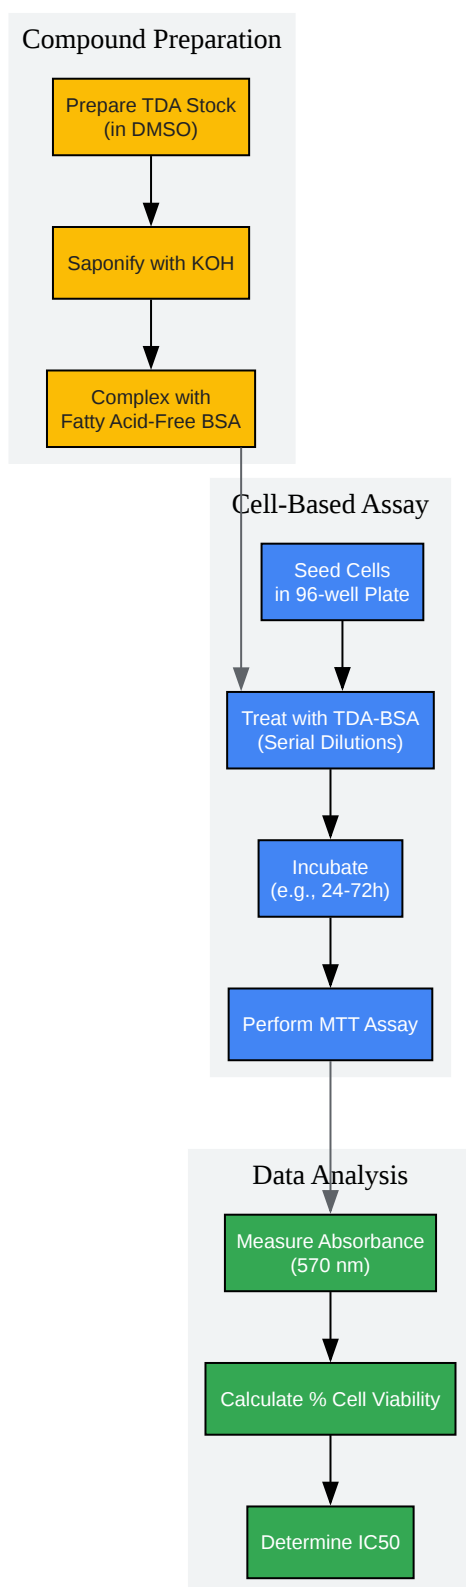 Compound Preparation
Prepare TDA Stock
(in DMSO)
Saponify with KOH
Complex with
Fatty Acid-Free BSA
Cell-Based Assay
Seed Cells
in 96-well Plate
Treat with TDA-BSA
(Serial Dilutions)
Incubate
(e.g., 24-72h)
Perform MTT Assay
Data Analysis
Measure Absorbance
(570 nm)
Calculate % Cell Viability
Determine IC50